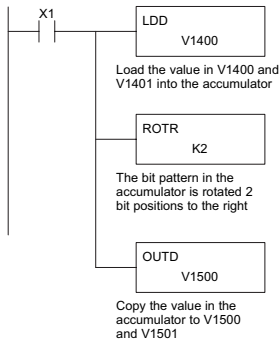 X1
LDD
V1400
Load the value in V1400 and
V1401 into the accumulator
ROTR
K2
The bit pattern in the
accumulator is rotated 2
bit positions to the right
OUTD
V1500
Copy the value in the
accumulator to V1500
and V1501